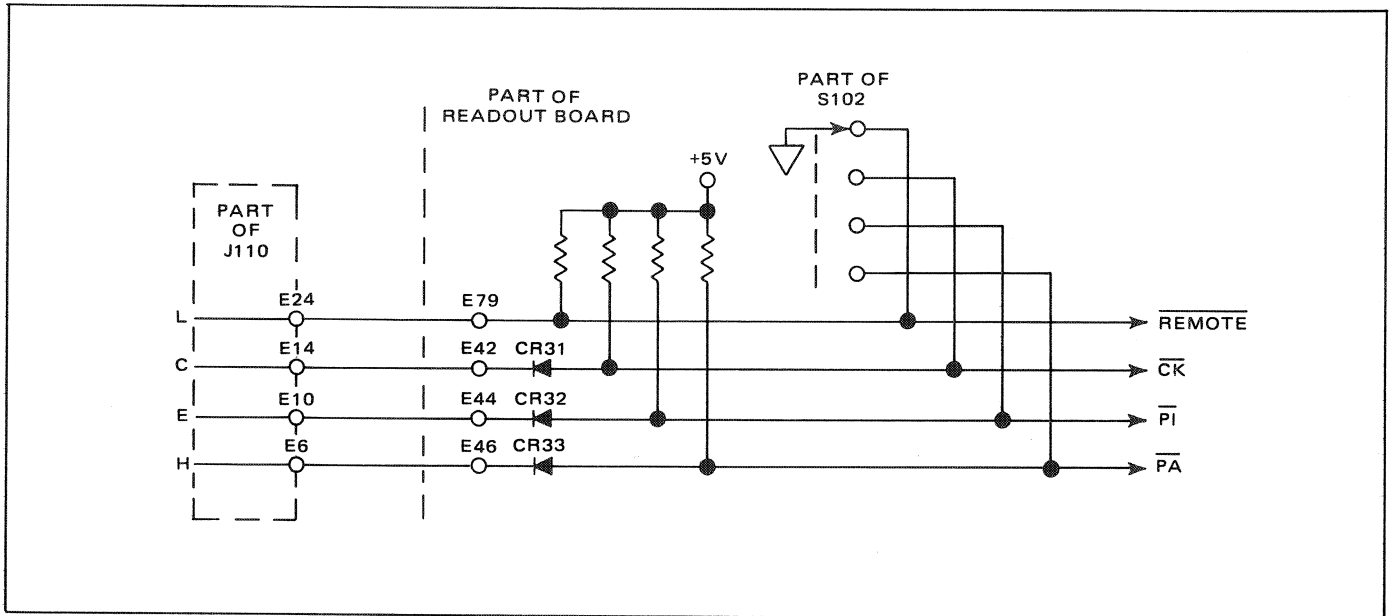 PART OF
S102
PART OF
READOUT BOARD
+5V
PART
OF
J110
L
E24
E79
REMOTE
C
E14
E42
CR31
CK
E
E10
E44
CR32
PI
H
E6
E46
CR33
PA